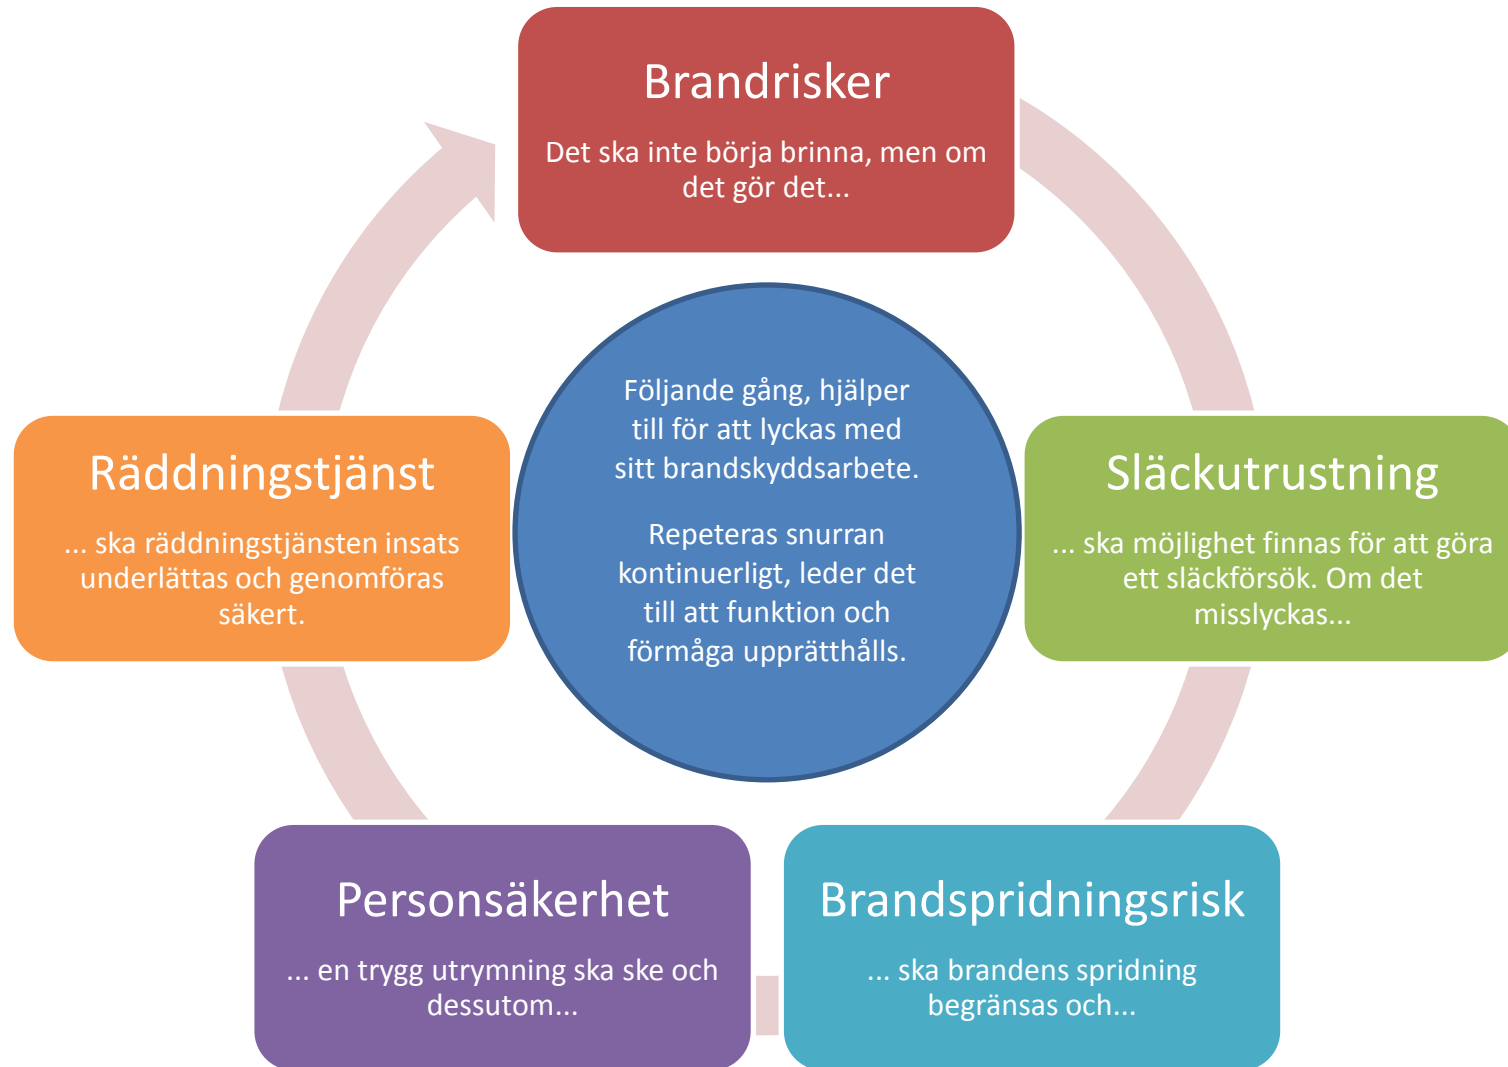 Brandrisker
Det ska inte börja brinna, men om
det gör det...
Följande gång, hjälper
till för att lyckas med
sitt brandskyddsarbete.
Repeteras snurran
kontinuerligt, leder det
till att funktion och
förmåga upprätthålls.
Släckutrustning
... ska möjlighet finnas för att göra
ett släckförsök. Om det
misslyckas...
Brandspridningsrisk
... ska brandens spridning
begränsas och...
Personsäkerhet
... en trygg utrymning ska ske och
dessutom...
Räddningstjänst
... ska räddningstjänsten insats
underlättas och genomföras
säkert.